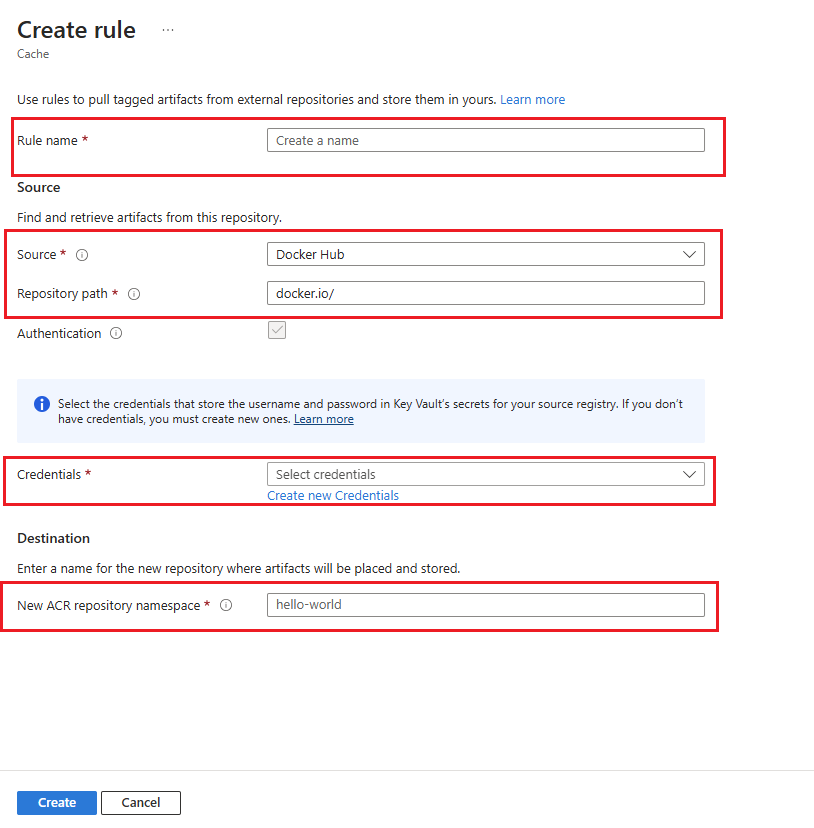 Create rule ...
Cache
Use rules to pull tagged artifacts from external repositories and store them in yours. Learn more
Rule name * Create a name
Source
Find and retrieve artifacts from this repository.
Source * Docker Hub
Repository path * docker.io/
Authentication
Select the credentials that store the username and password in Key Vault's secrets for your source registry. If you don't
have credentials, you must create new ones. Learn more
Credentials * Select credentials
Create new Credentials
Destination
Enter a name for the new repository where artifacts will be placed and stored.
New ACR repository namespace * hello-world
Create Cancel